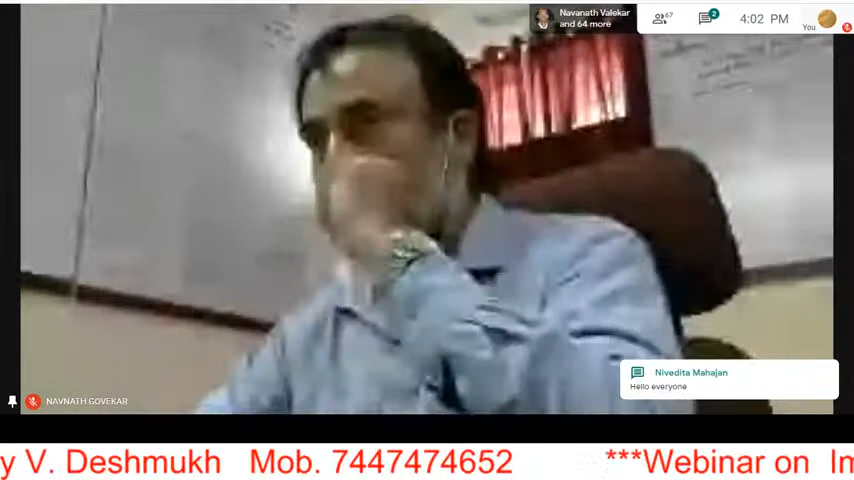 Navanath Valekar
and 64 more
67
2
4:02 PM
You
Nivedita Mahajan
Hello everyone
NAVNATH GOVEKAR
y V. Deshmukh Mob. 7447474652 ***Webinar on Im